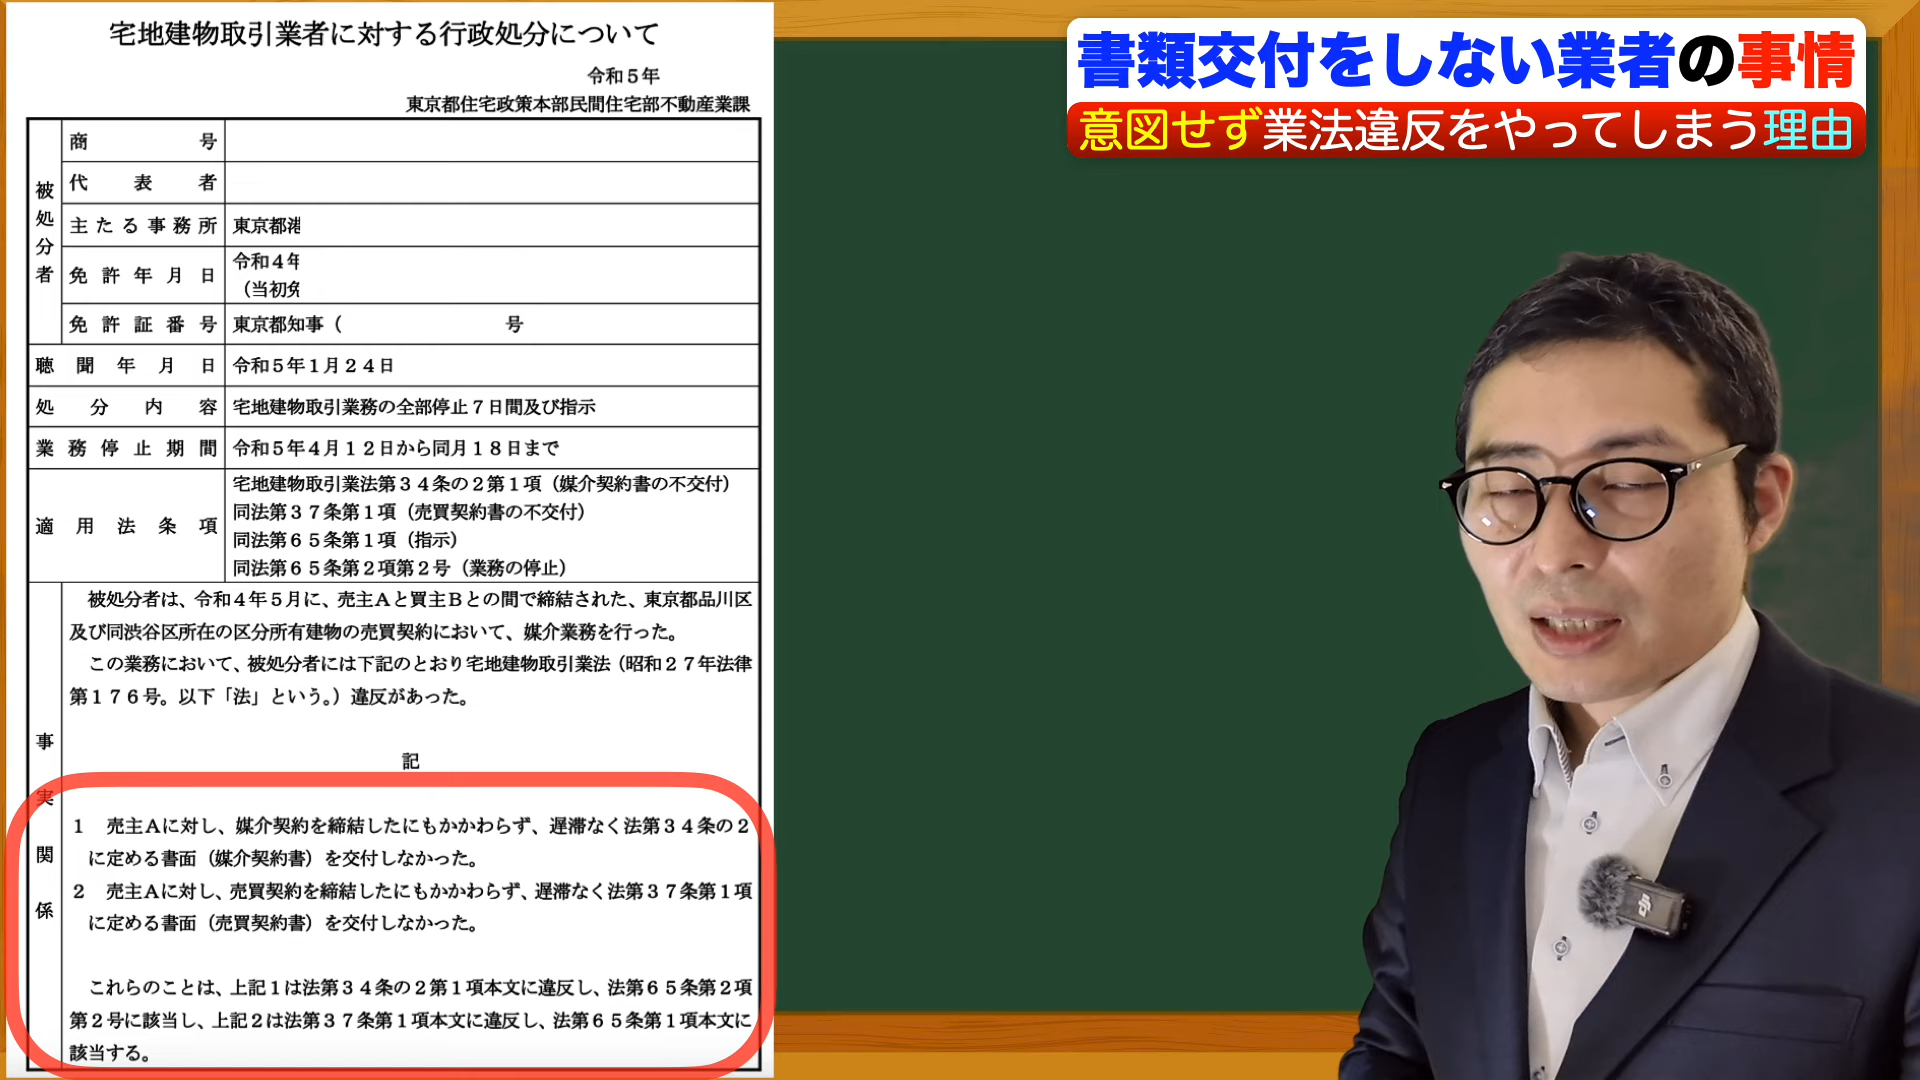 宅地建物取引業者に対する行政処分について
令和５年
東京都住宅政策本部民間住宅部不動産業課
被処分者
商号
代表者
主たる事務所 東京都港
免許年月日 令和４年
（当初免
免許証番号 東京都知事（ 号
聴聞年月日 令和５年１月２４日
処分内容 宅地建物取引業務の全部停止７日間及び指示
業務停止期間 令和５年４月１２日から同月１８日まで
適用法条項 宅地建物取引業法第３４条の２第１項（媒介契約書の不交付）
同法第３７条第１項（売買契約書の不交付）
同法第６５条第１項（指示）
同法第６５条第２項第２号（業務の停止）
事実関係
被処分者は、令和４年５月に、売主Ａと買主Ｂとの間で締結された、東京都品川区
及び同渋谷区所在の区分所有建物の売買契約において、媒介業務を行った。
この業務において、被処分者には下記のとおり宅地建物取引業法（昭和２７年法律
第１７６号。以下「法」という。）違反があった。
記
１　売主Ａに対し、媒介契約を締結したにもかかわらず、遅滞なく法第３４条の２
に定める書面（媒介契約書）を交付しなかった。
２　売主Ａに対し、売買契約を締結したにもかかわらず、遅滞なく法第３７条第１項
に定める書面（売買契約書）を交付しなかった。
これらのことは、上記１は法第３４条の２第１項本文に違反し、法第６５条第２項
第２号に該当し、上記２は法第３７条第１項本文に違反し、法第６５条第１項本文に
該当する。
書類交付をしない業者の事情
意図せず業法違反をやってしまう理由
dji